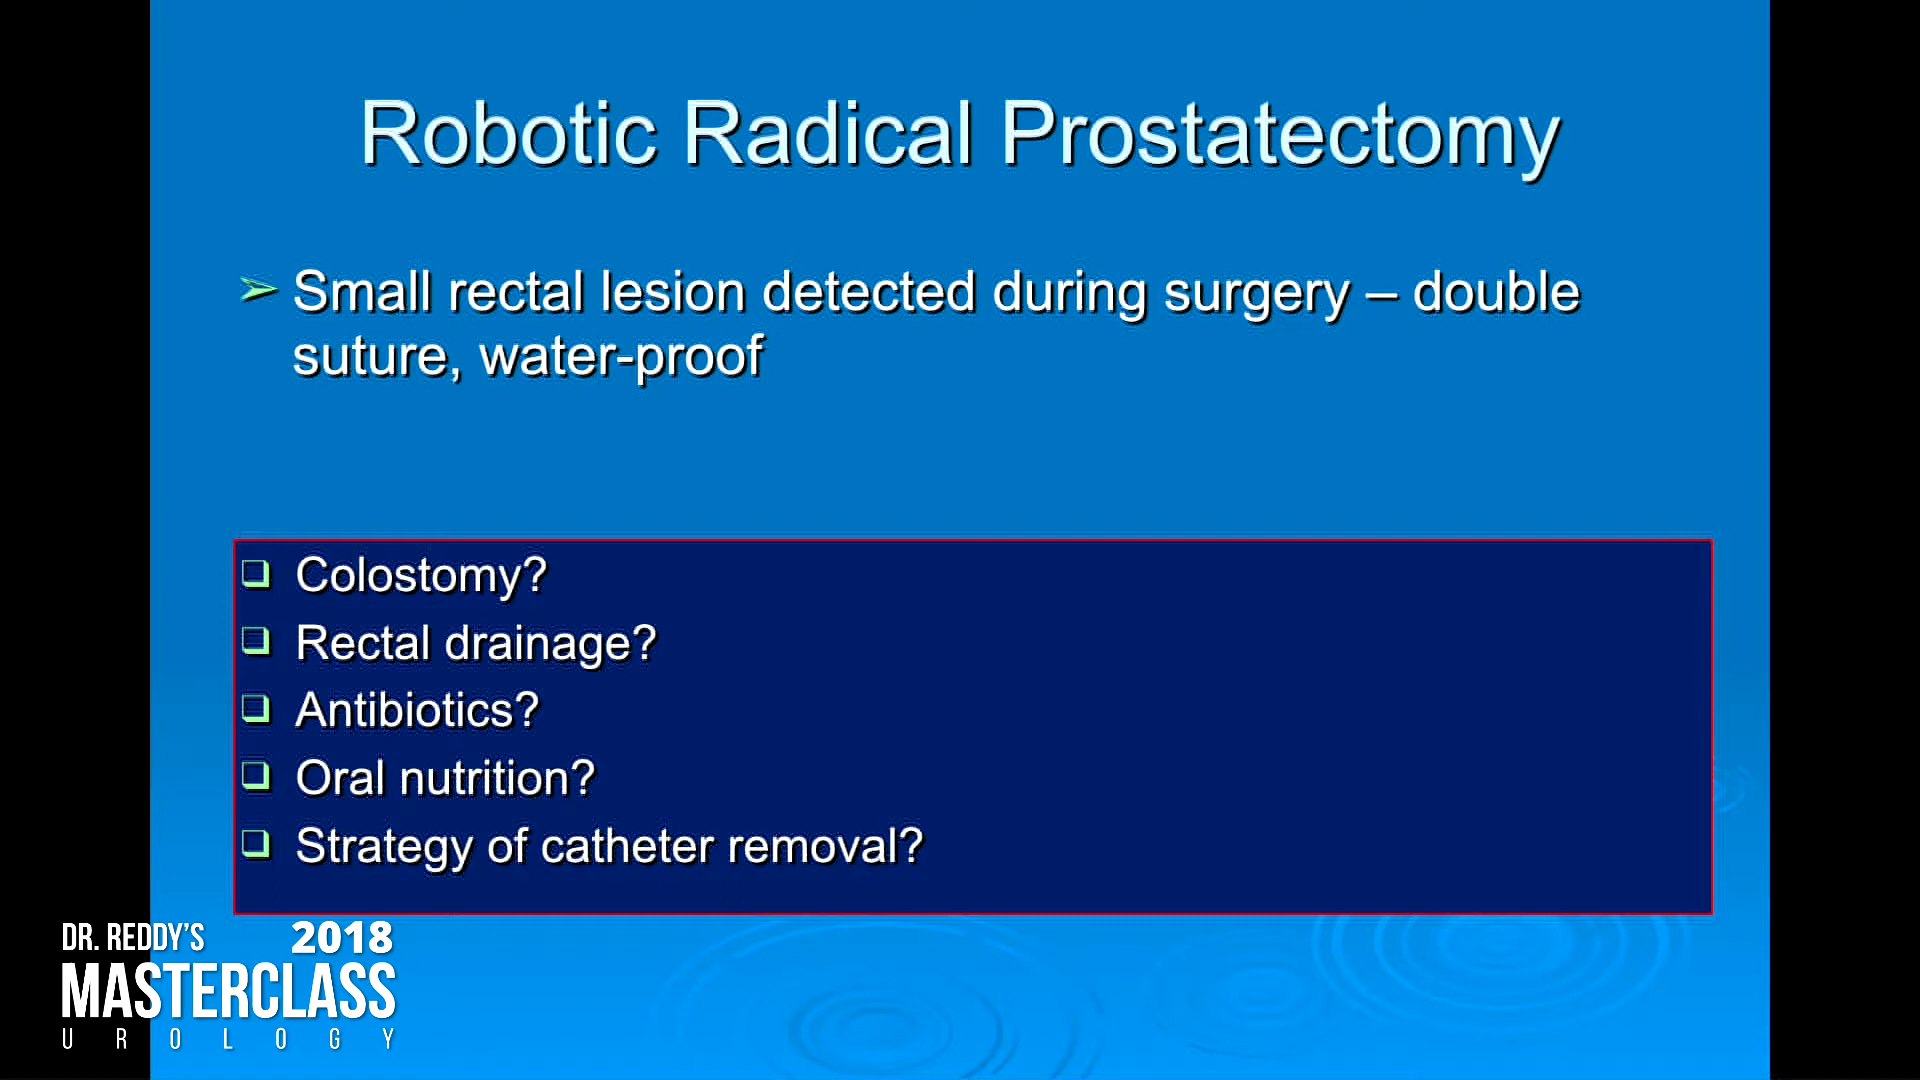 Robotic Radical Prostatectomy
➢ Small rectal lesion detected during surgery – double
suture, water-proof
❑ Colostomy?
❑ Rectal drainage?
❑ Antibiotics?
❑ Oral nutrition?
❑ Strategy of catheter removal?
DR. REDDY'S 2018
MASTERCLASS
UROLOGY